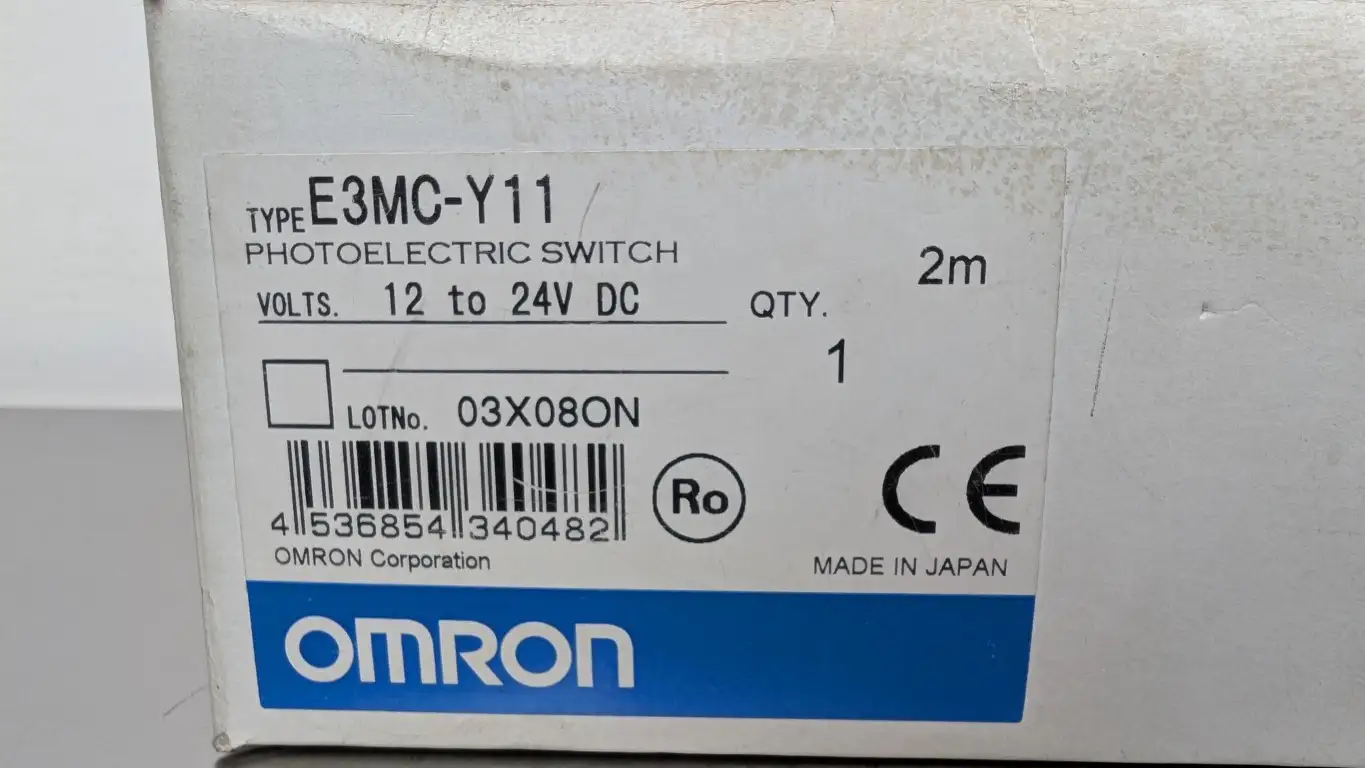 TYPE E3MC-Y11
PHOTOELECTRIC SWITCH
2m
VOLTS. 12 to 24V DC
QTY.
1
LOTNo. 03X08ON
4 536854 340482
Ro
CE
OMRON Corporation
MADE IN JAPAN
OMRON